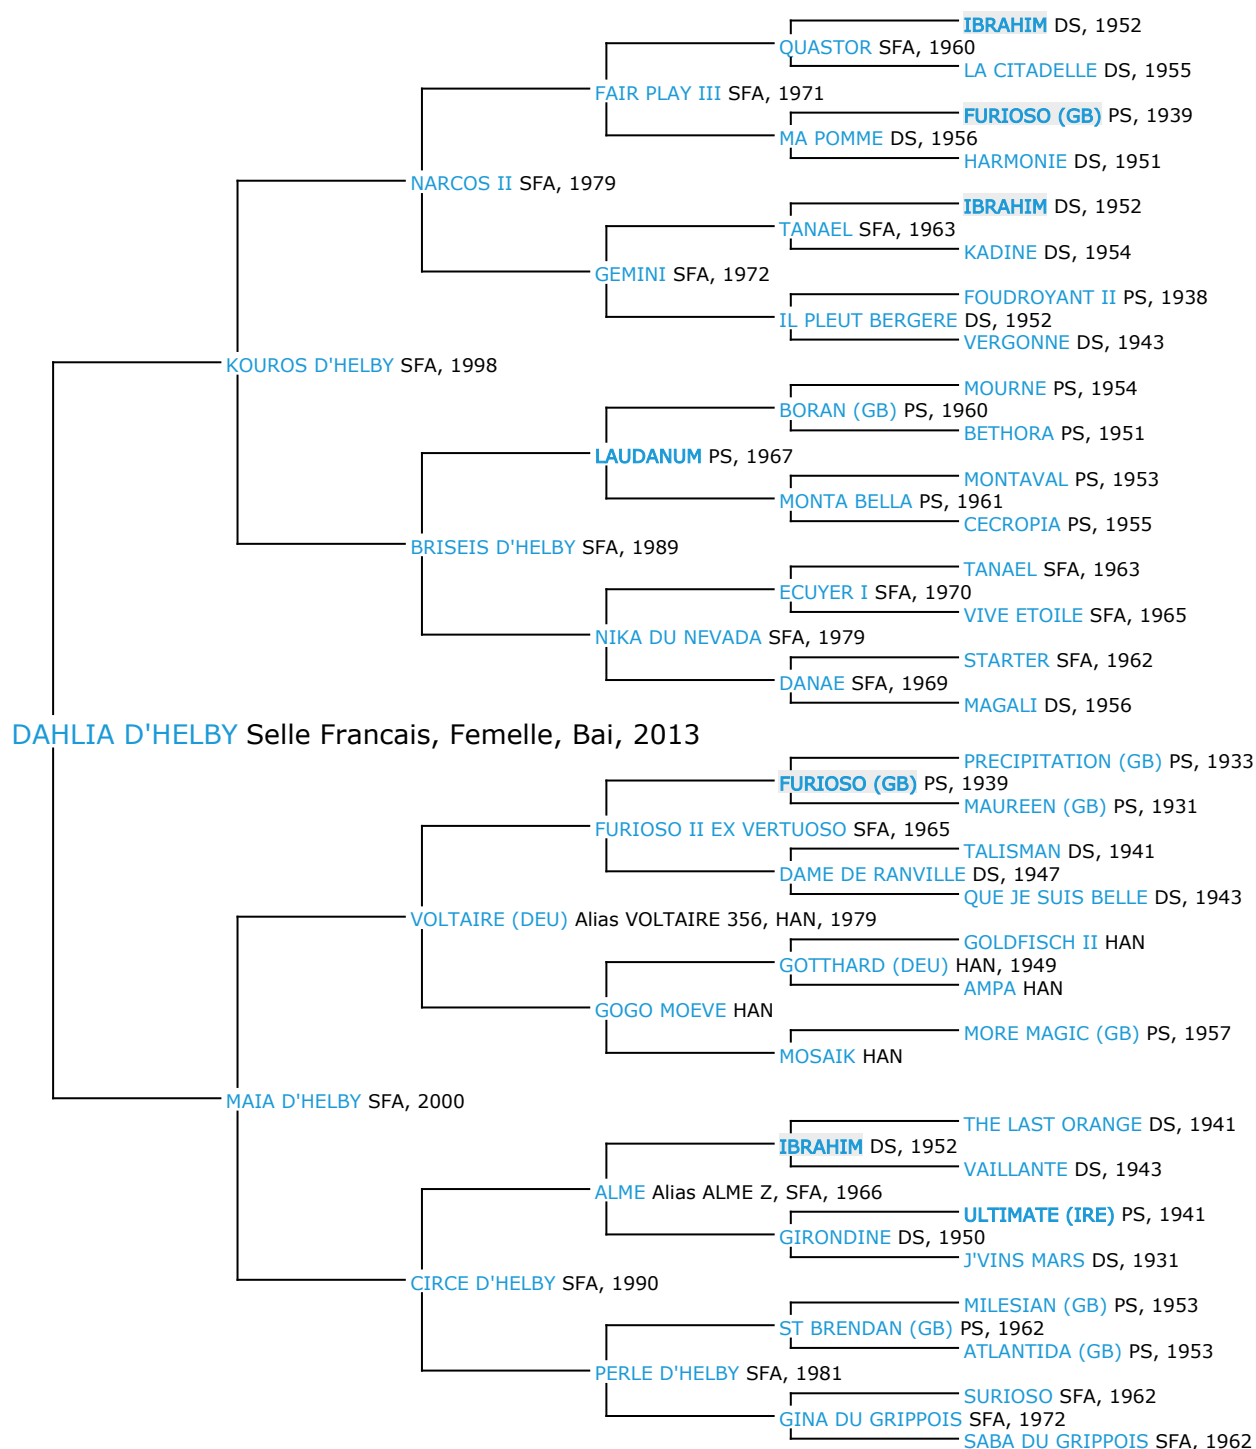 IBRAHIM DS, 1952
QUASTOR SFA, 1960
LA CITADELLE DS, 1955
FAIR PLAY III SFA, 1971
FURIOSO (GB) PS, 1939
MA POMME DS, 1956
HARMONIE DS, 1951
NARCOS II SFA, 1979
IBRAHIM DS, 1952
TANAEL SFA, 1963
KADINE DS, 1954
GEMINI SFA, 1972
FOUDROYANT II PS, 1938
IL PLEUT BERGERE DS, 1952
VERGONNE DS, 1943
KOUROS D'HELBY SFA, 1998
MOURNE PS, 1954
BORAN (GB) PS, 1960
BETHORA PS, 1951
LAUDANUM PS, 1967
MONTAVAL PS, 1953
MONTA BELLA PS, 1961
CECROPIA PS, 1955
BRISEIS D'HELBY SFA, 1989
TANAEL SFA, 1963
ECUYER I SFA, 1970
VIVE ETOILE SFA, 1965
NIKA DU NEVADA SFA, 1979
STARTER SFA, 1962
DANAE SFA, 1969
MAGALI DS, 1956
DAHLIA D'HELBY Selle Francais, Femelle, Bai, 2013
PRECIPITATION (GB) PS, 1933
FURIOSO (GB) PS, 1939
MAUREEN (GB) PS, 1931
FURIOSO II EX VERTUOSO SFA, 1965
TALISMAN DS, 1941
DAME DE RANVILLE DS, 1947
QUE JE SUIS BELLE DS, 1943
VOLTAIRE (DEU) Alias VOLTAIRE 356, HAN, 1979
GOLDFISCH II HAN
GOTTHARD (DEU) HAN, 1949
AMPA HAN
GOGO MOEVE HAN
MORE MAGIC (GB) PS, 1957
MOSAIK HAN
MAIA D'HELBY SFA, 2000
THE LAST ORANGE DS, 1941
IBRAHIM DS, 1952
VAILLANTE DS, 1943
ALME Alias ALME Z, SFA, 1966
ULTIMATE (IRE) PS, 1941
GIRONDINE DS, 1950
J'VINS MARS DS, 1931
CIRCE D'HELBY SFA, 1990
MILESIAN (GB) PS, 1953
ST BRENDAN (GB) PS, 1962
ATLANTIDA (GB) PS, 1953
PERLE D'HELBY SFA, 1981
SURIOSO SFA, 1962
GINA DU GRIPPOIS SFA, 1972
SABA DU GRIPPOIS SFA, 1962